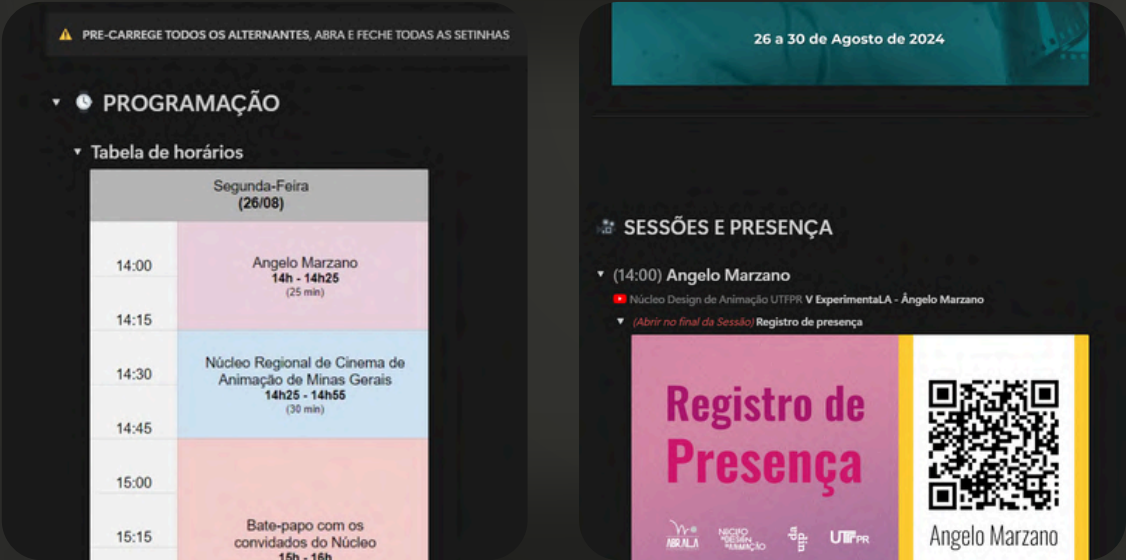 ⚠️ PRE-CARREGE TODOS OS ALTERNANTES, ABRA E FECHE TODAS AS SETINHAS
PROGRAMAÇÃO
Tabela de horários
Segunda-Feira
(26/08)
14:00
Angelo Marzano
14h - 14h25
(25 min)
14:15
14:30
Núcleo Regional de Cinema de
Animação de Minas Gerais
14h25 - 14h55
(30 min)
14:45
15:00
15:15
Bate-papo com os
convidados do Núcleo
15h - 16h
26 a 30 de Agosto de 2024
SESSÕES E PRESENÇA
(14:00) Angelo Marzano
Núcleo Design de Animação UTFPR V ExperimentaLA - Ângelo Marzano
(Abrir no final da Sessão) Registro de presença
Registro de
Presença
ABRALA
NÚCLEO
DESIGN
ANIMAÇÃO
UTFPR
Angelo Marzano